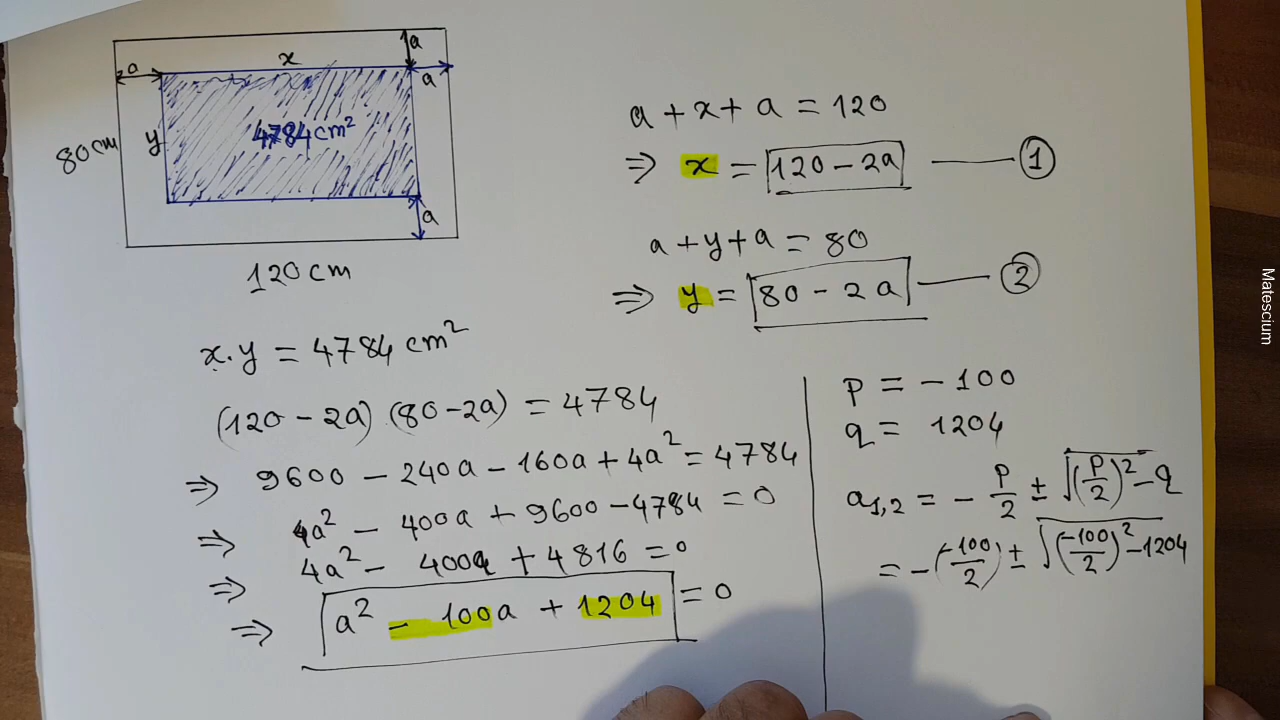 a
x
a
a
80 cm
y
4784 cm²
a
120 cm
a + x + a = 120
⇒ x = 120 - 2a ①
a + y + a = 80
⇒ y = 80 - 2a ②
x.y = 4784 cm²
(120 - 2a) (80 - 2a) = 4784
⇒ 9600 - 240a - 160a + 4a² = 4784
⇒ 4a² - 400a + 9600 - 4784 = 0
⇒ 4a² - 400a + 4816 = 0
⇒ a² - 100a + 1204 = 0
P = - 100
q = 1204
a1,2 = - P/2 ± √(P/2)² - q
= - (-100/2) ± √(-100/2)² - 1204
Matescium